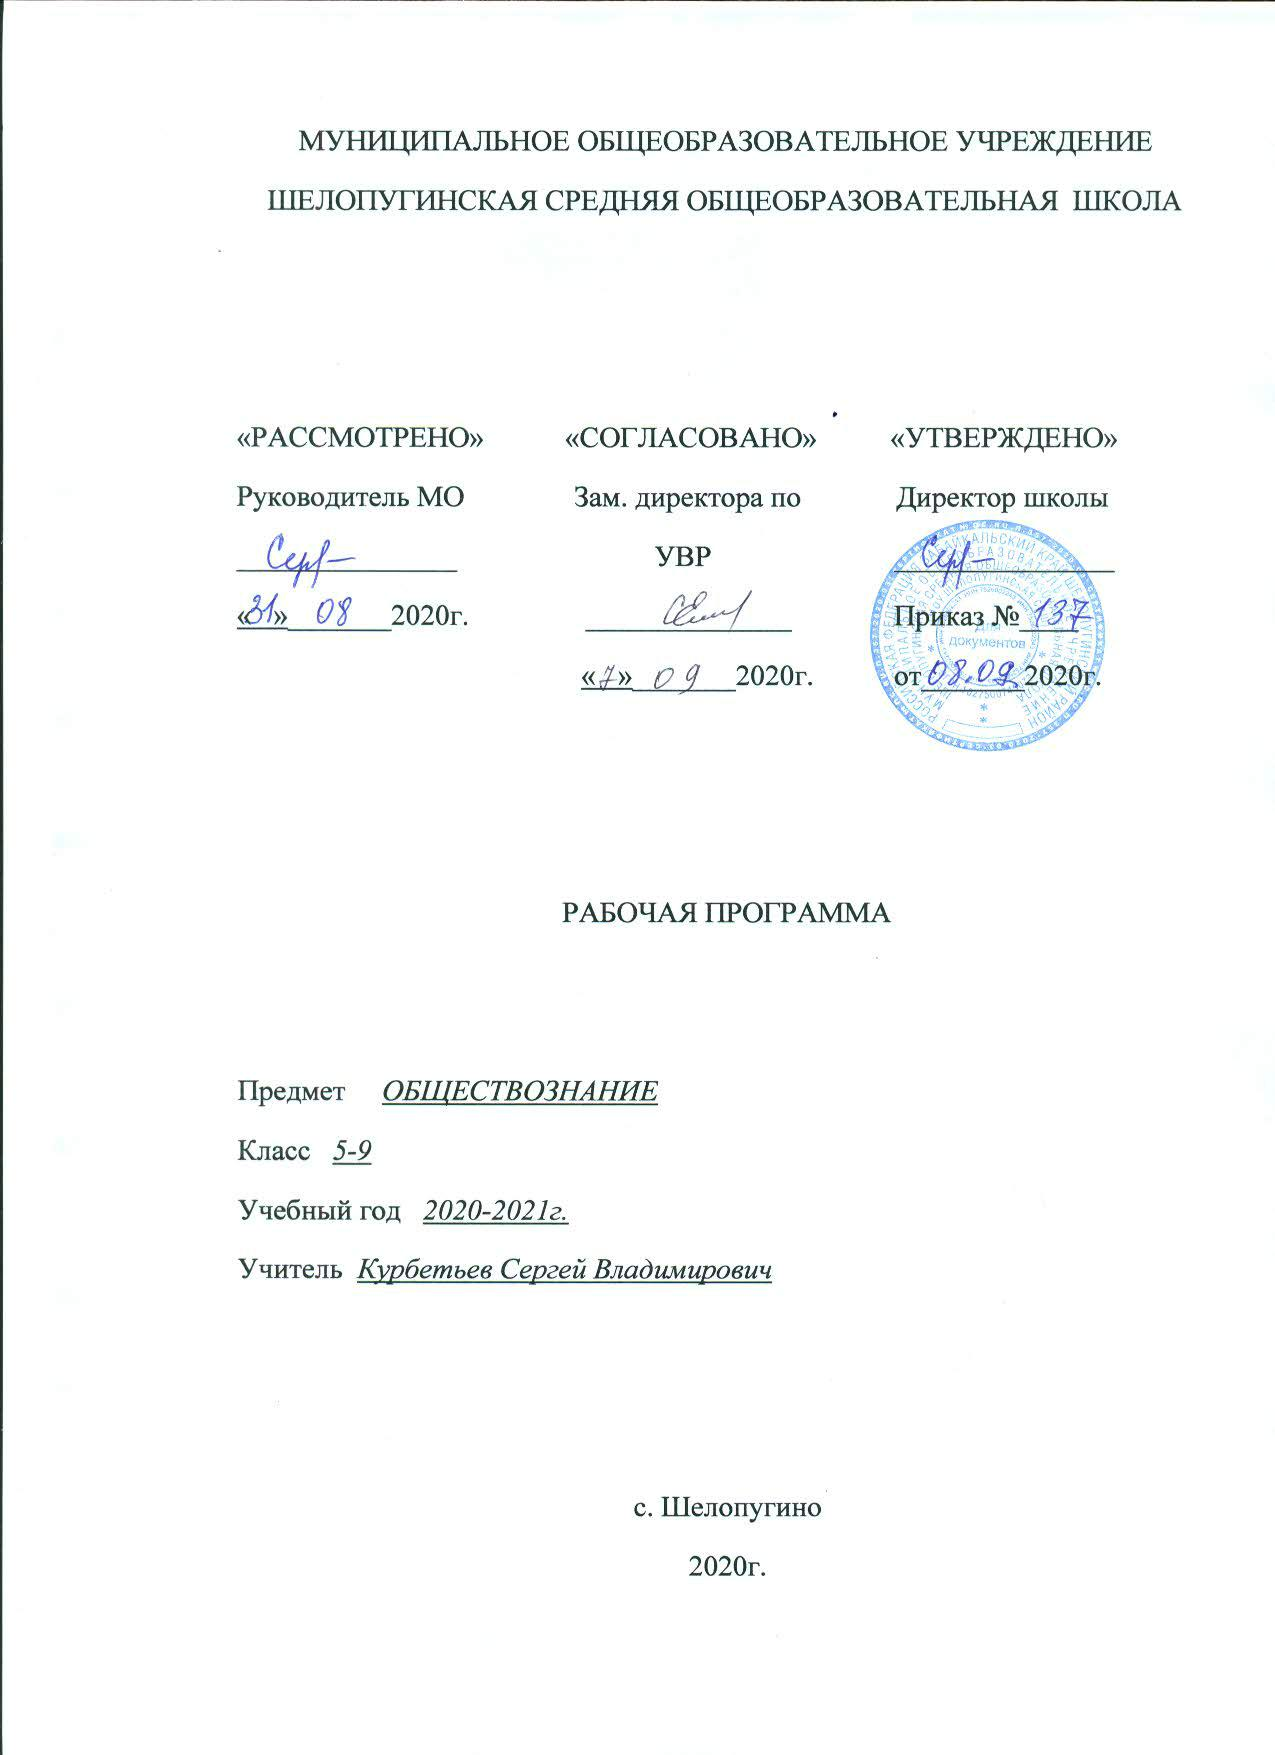 МУНИЦИПАЛЬНОЕ ОБЩЕОБРАЗОВАТЕЛЬНОЕ УЧРЕЖДЕНИЕ
ШЕЛОПУГИНСКАЯ СРЕДНЯЯ ОБЩЕОБРАЗОВАТЕЛЬНАЯ ШКОЛА
«РАССМОТРЕНО»
Руководитель МО
«31» 08 2020г.
«СОГЛАСОВАНО»
Зам. директора по
УВР
«7» 09 2020г.
«УТВЕРЖДЕНО»
Директор школы
Приказ № 137
от 08.09 2020г.
для
документов
РАБОЧАЯ ПРОГРАММА
Предмет ОБЩЕСТВОЗНАНИЕ
Класс 5-9
Учебный год 2020-2021г.
Учитель Курбетьев Сергей Владимирович
с. Шелопугино
2020г.